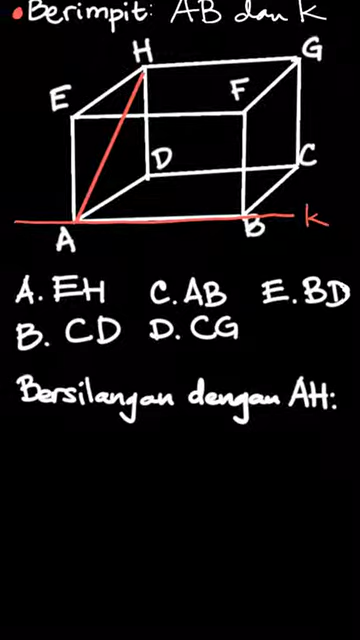 • Berimpit: AB dan k
H G
E F
D C
A B k
A. EH C. AB E. BD
B. CD D. CG
Bersilangan dengan AH: